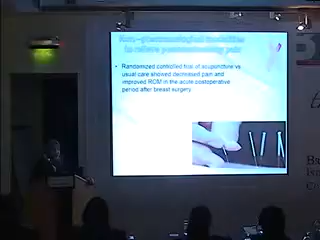 Non-pharmacological modalities
to relieve postmastectomy pain
• Randomized controlled trial of acupuncture vs
usual care showed decreased pain and
improved ROM in the acute postoperative
period after breast surgery.